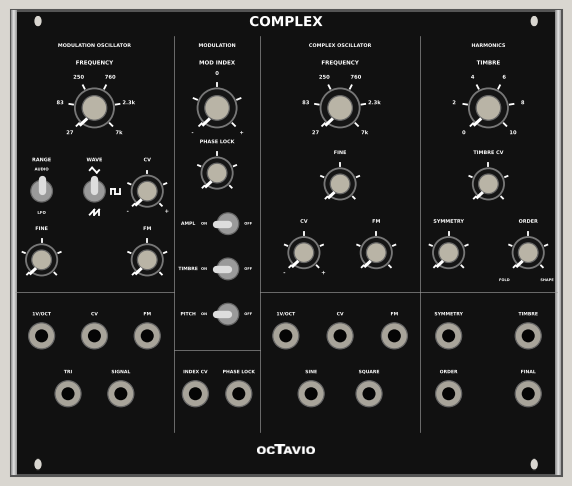 COMPLEX
MODULATION OSCILLATOR
FREQUENCY
250 760
83 2.3k
27 7k
RANGE WAVE CV
AUDIO
LFO
- +
FINE FM
1V/OCT CV FM
TRI SIGNAL
MODULATION
MOD INDEX
0
- +
PHASE LOCK
AMPL ON OFF
TIMBRE ON OFF
PITCH ON OFF
INDEX CV PHASE LOCK
COMPLEX OSCILLATOR
FREQUENCY
250 760
83 2.3k
27 7k
FINE
CV FM
- +
1V/OCT CV FM
SINE SQUARE
HARMONICS
TIMBRE
4 6
2 8
0 10
TIMBRE CV
SYMMETRY ORDER
FOLD SHAPE
SYMMETRY TIMBRE
ORDER FINAL
OCTAVIO